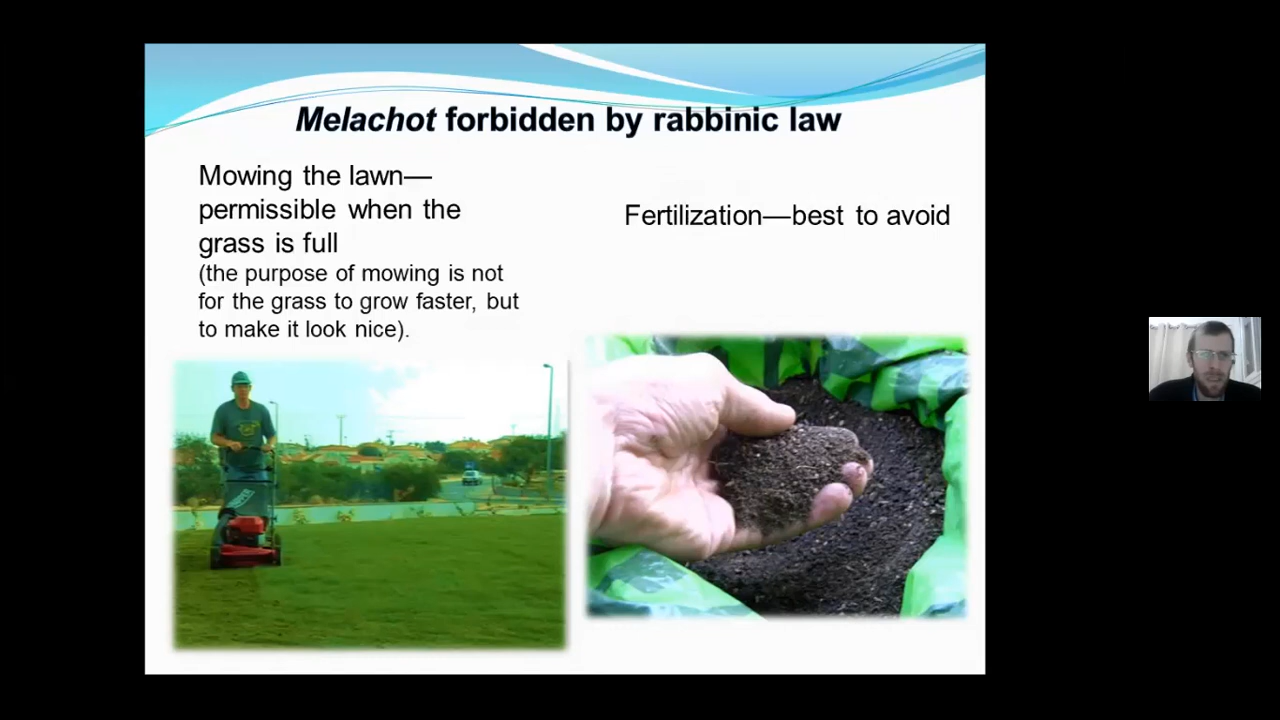 Melachot forbidden by rabbinic law
Mowing the lawn—
permissible when the
grass is full
(the purpose of mowing is not
for the grass to grow faster, but
to make it look nice).
Fertilization—best to avoid